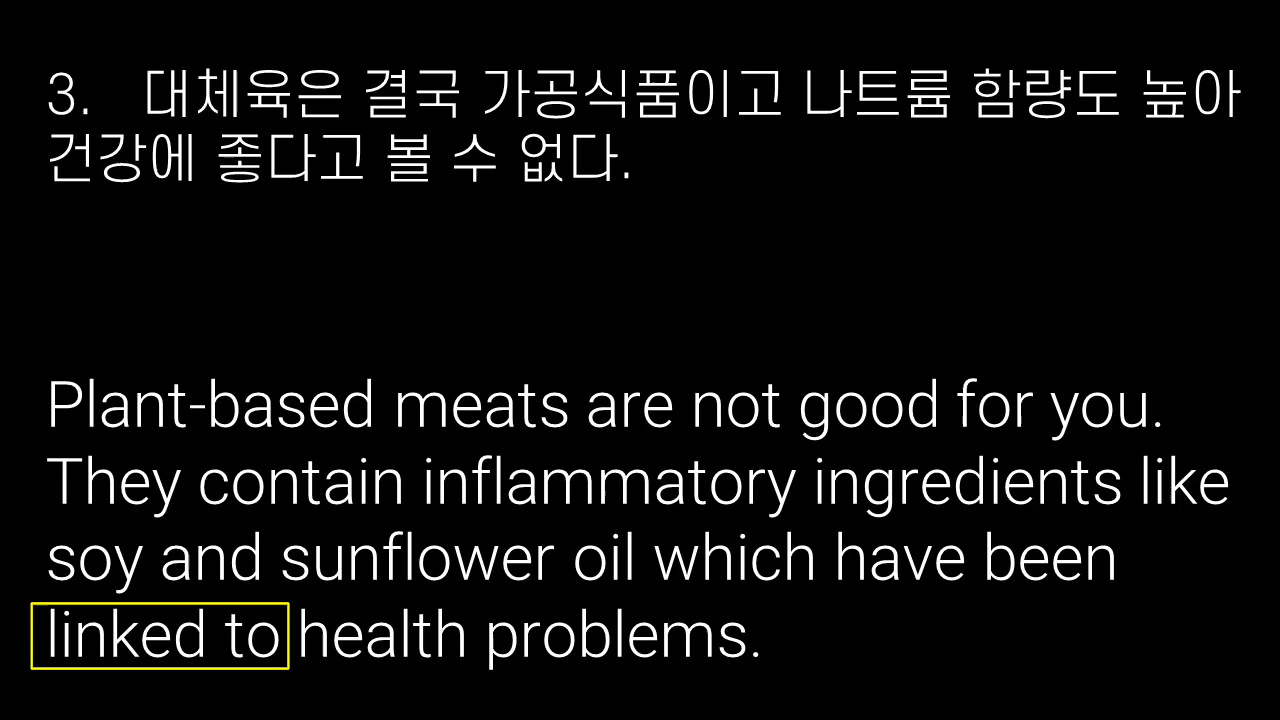 3. 대체육은 결국 가공식품이고 나트륨 함량도 높아
건강에 좋다고 볼 수 없다.
Plant-based meats are not good for you.
They contain inflammatory ingredients like
soy and sunflower oil which have been
linked to health problems.